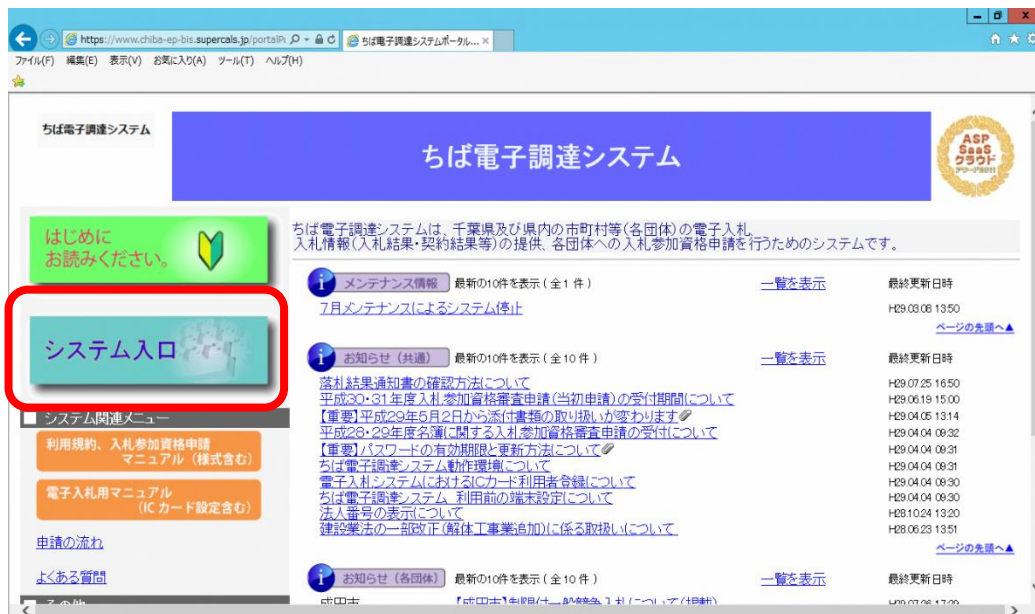 https://www.chiba-ep-bis.supercals.jp/portalP
ちば電子調達システムポータル...
ファイル(F) 編集(E) 表示(V) お気に入り(A) ツール(T) ヘルプ(H)
ちば電子調達システム
ちば電子調達システム
ASP
SaaS
クラウド
はじめに
お読みください。
システム入口
システム関連メニュー
利用規約、入札参加資格申請
マニュアル（様式含む）
電子入札用マニュアル
（ICカード設定含む）
申請の流れ
よくある質問
ちば電子調達システムは、千葉県及び県内の市町村等(各団体)の電子入札、
入札情報(入札結果・契約結果等)の提供、各団体への入札参加資格申請を行うためのシステムです。
メンテナンス情報 最新の10件を表示(全1件) 一覧を表示 最終更新日時
7月メンテナンスによるシステム停止 H29.03.08 13:50
ページの先頭へ▲
お知らせ（共通） 最新の10件を表示(全10件) 一覧を表示 最終更新日時
落札結果通知書の確認方法について H29.07.25 16:50
平成30・31年度入札参加資格審査申請(当初申請)の受付期間について H29.06.19 15:00
【重要】平成29年5月2日から添付書類の取り扱いが変わります H29.04.05 13:14
平成28・29年度名簿に関する入札参加資格審査申請の受付について H29.04.04 09:32
【重要】パスワードの有効期限と更新方法について H29.04.04 09:31
ちば電子調達システム動作環境について H29.04.04 09:31
電子入札システムにおけるICカード利用者登録について H29.04.04 09:30
ちば電子調達システム 利用前の端末設定について H29.04.04 09:30
法人番号の表示について H28.10.24 13:20
建設業法の一部改正(解体工事業追加)に係る取扱いについて H28.06.23 13:51
ページの先頭へ▲
お知らせ（各団体） 最新の10件を表示(全10件) 一覧を表示 最終更新日時